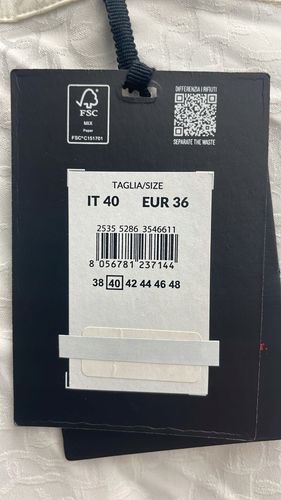 FSC
MIX
Paper
FSC® C151701
DIFFERENZIA I RIFIUTI
SEPARATE THE WASTE
TAGLIA/SIZE
IT 40 EUR 36
2535 5286 3546611
8 056781 237144
38 40 42 44 46 48